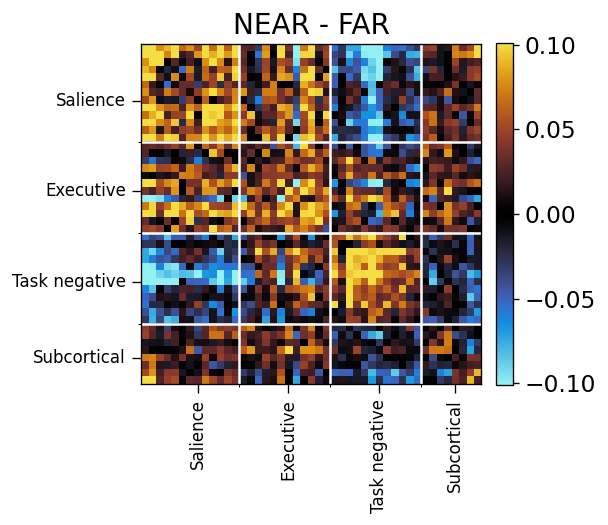 NEAR - FAR
Salience
Executive
Task negative
Subcortical
Salience
Executive
Task negative
Subcortical
0.10
0.05
0.00
−0.05
−0.10